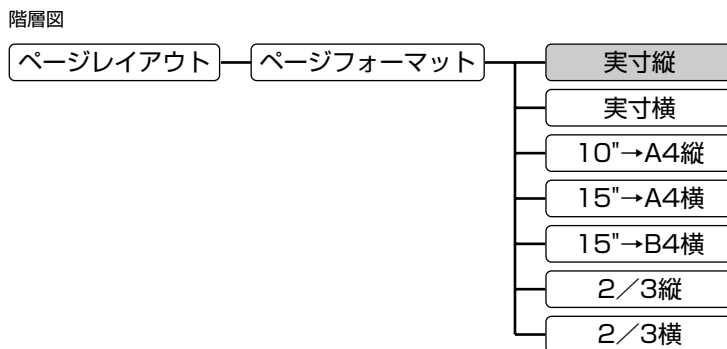 階層図
ページレイアウト
ページフォーマット
実寸縦
実寸横
10"→A4縦
15"→A4横
15"→B4横
2／3縦
2／3横